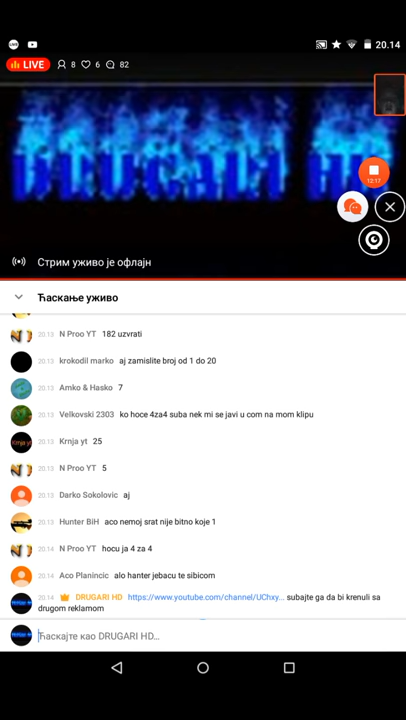 20.14
LIVE 8 6 82
DRUGARI HD
12:17
Стрим уживо је офлајн
Ћаскање уживо
20.13 N Proo YT 182 uzvrati
20.13 krokodil marko aj zamislite broj od 1 do 20
20.13 Amko & Hasko 7
20.13 Velkovski 2303 ko hoce 4za4 suba nek mi se javi u com na mom klipu
20.13 Krnja yt 25
20.13 N Proo YT 5
20.13 Darko Sokolovic aj
20.13 Hunter BiH aco nemoj srat nije bitno koje 1
20.14 N Proo YT hocu ja 4 za 4
20.14 Aco Planincic alo hanter jebacu te sibicom
20.14 DRUGARI HD https://www.youtube.com/channel/UChxy... subajte ga da bi krenuli sa
drugom reklamom
Ћаскајте као DRUGARI HD...